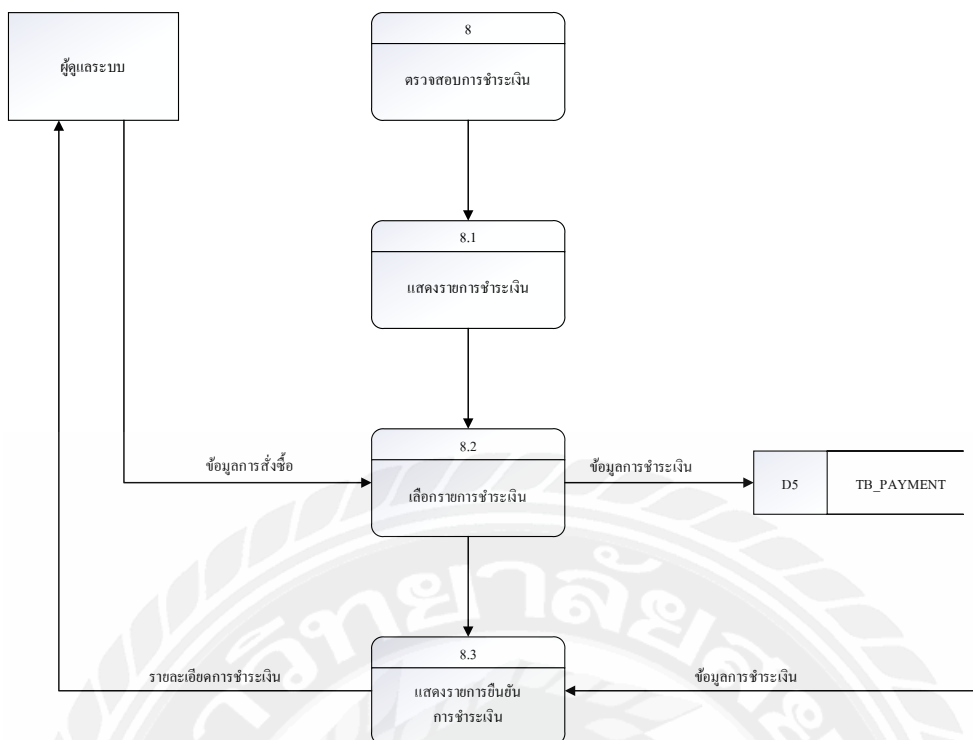 ผู้ดูแลระบบ
8
ตรวจสอบการชำระเงิน
8.1
แสดงรายการชำระเงิน
8.2
เลือกรายการชำระเงิน
ข้อมูลการสั่งซื้อ
ข้อมูลการชำระเงิน
D5
TB_PAYMENT
8.3
แสดงรายการยืนยัน
การชำระเงิน
รายละเอียดการชำระเงิน
ข้อมูลการชำระเงิน